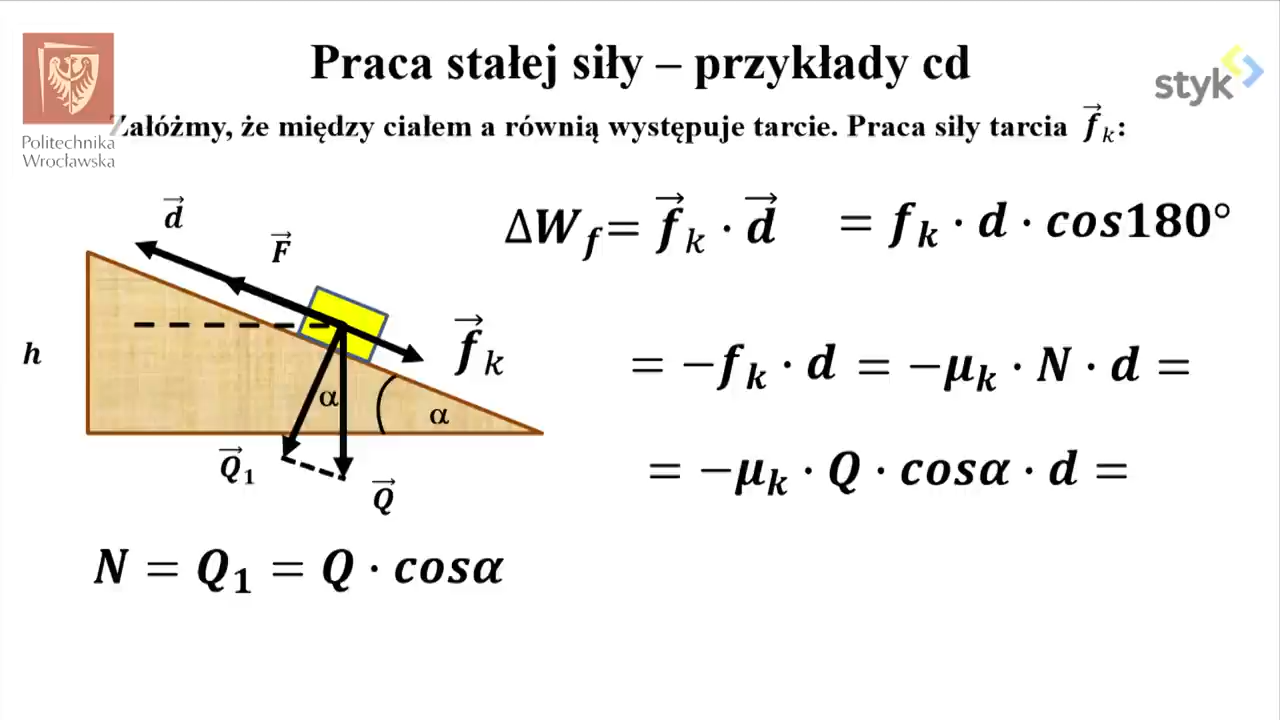 Praca stałej siły – przykłady cd
styk
Politechnika
Wrocławska
Załóżmy, że między ciałem a równią występuje tarcie. Praca siły tarcia f⃗ₖ:
ΔW_f = f⃗ₖ · d⃗ = fₖ · d · cos180°
d⃗
F⃗
f⃗ₖ
h
= −fₖ · d = −μₖ · N · d =
α
α
Q⃗₁
Q⃗
= −μₖ · Q · cosα · d =
N = Q₁ = Q · cosα